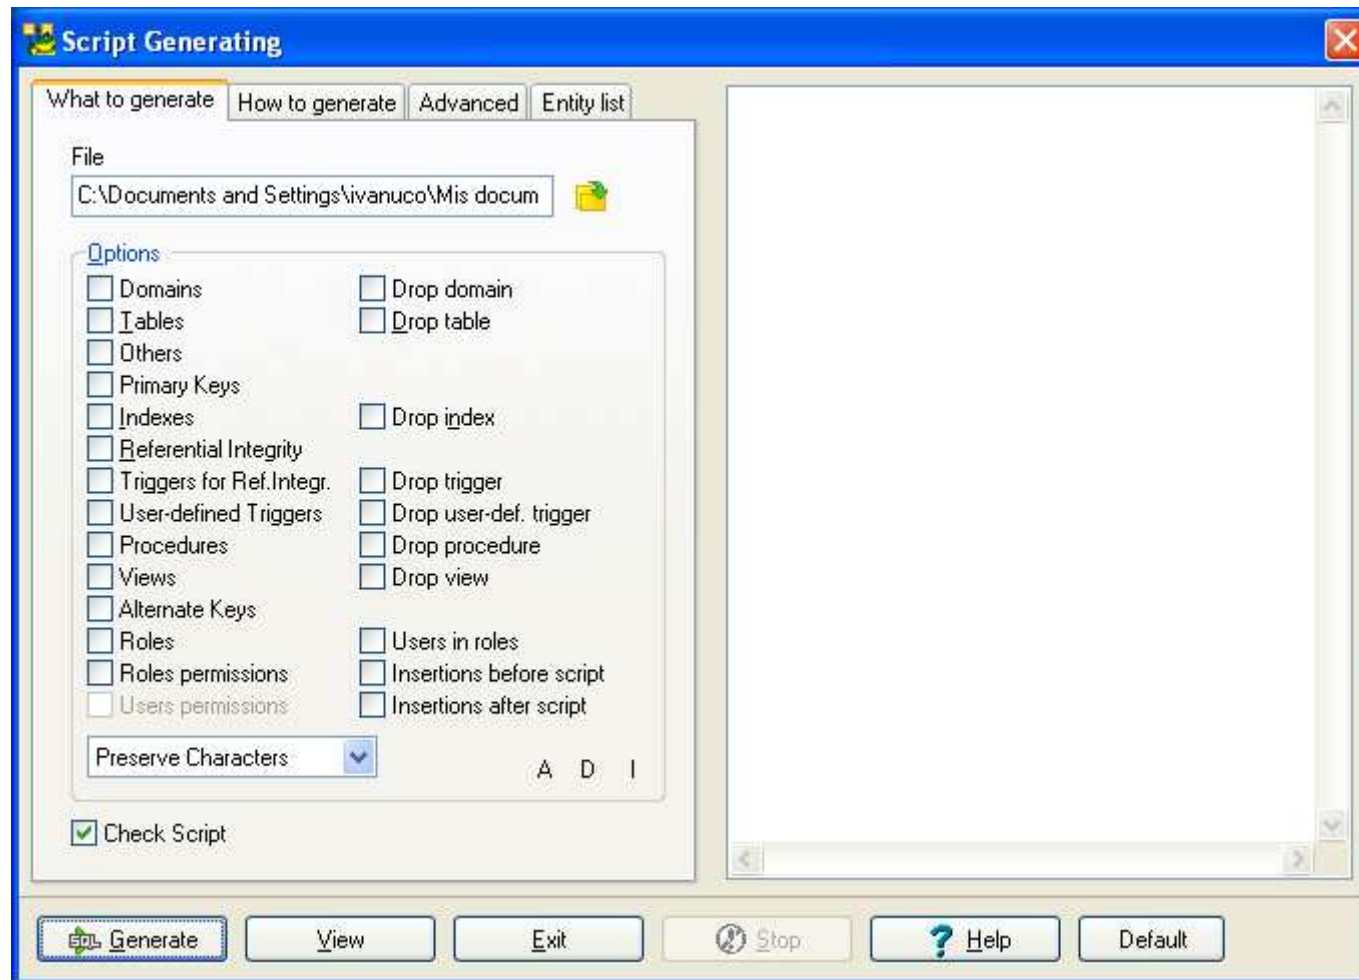 Script Generating
What to generate How to generate Advanced Entity list
File
C:\Documents and Settings\ivanuco\Mis docum
Options
Domains Drop domain
Tables Drop table
Others
Primary Keys
Indexes Drop index
Referential Integrity
Triggers for Ref.Integr. Drop trigger
User-defined Triggers Drop user-def. trigger
Procedures Drop procedure
Views Drop view
Alternate Keys
Roles Users in roles
Roles permissions Insertions before script
Users permissions Insertions after script
Preserve Characters A D I
Check Script
SQL Generate View Exit Stop ? Help Default